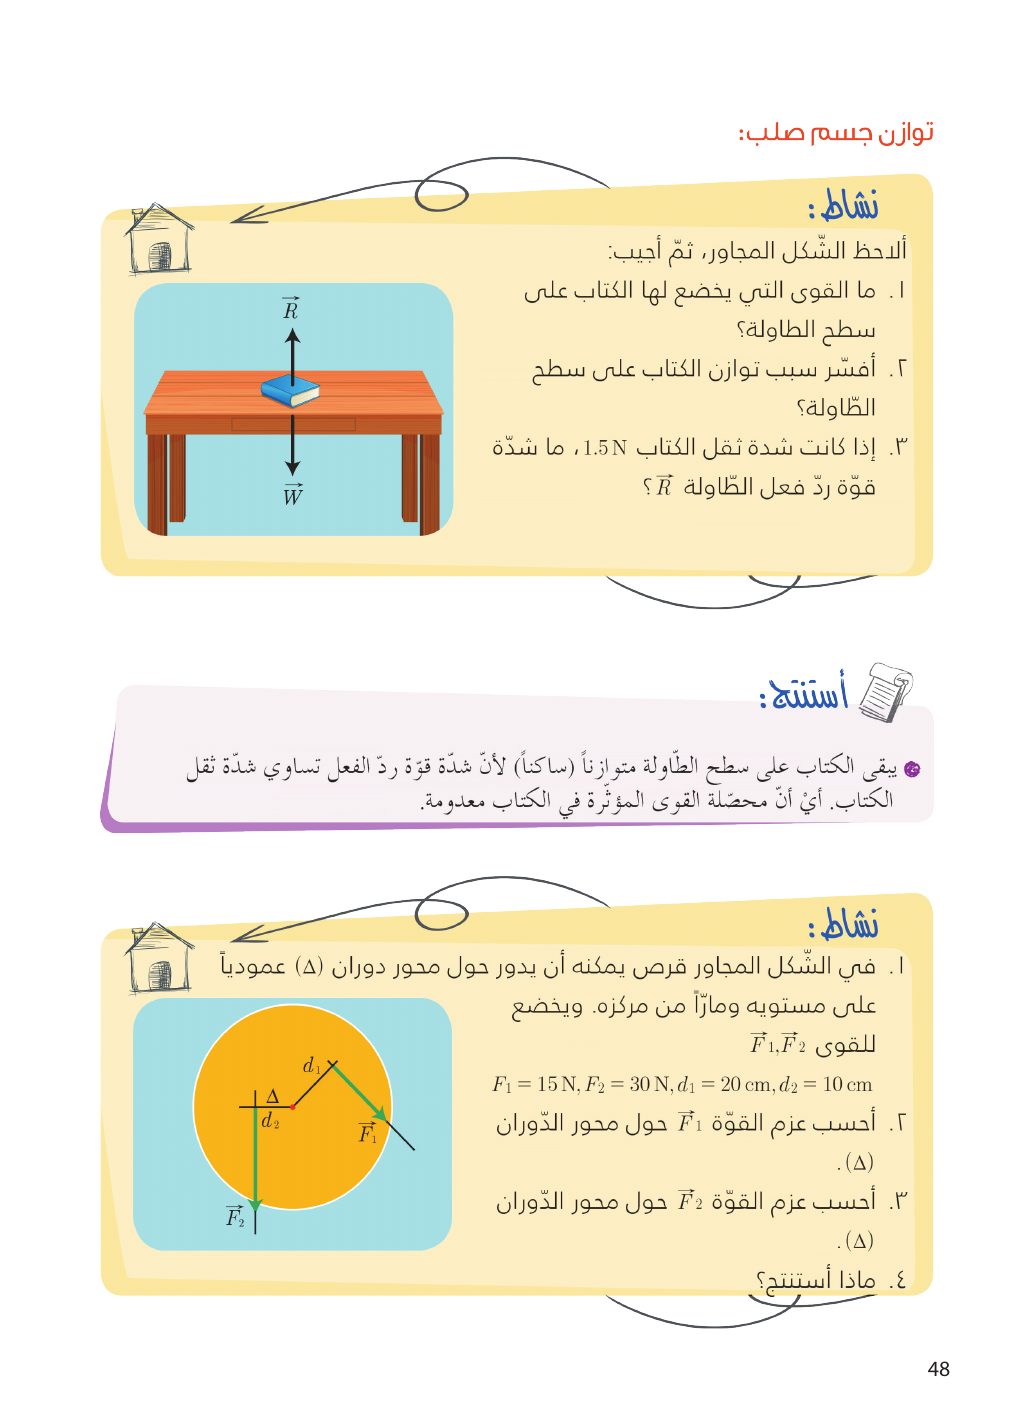 توازن جسم صلب:
نشاط:
ألاحظ الشّكل المجاور، ثمّ أجيب:
١. ما القوى التي يخضع لها الكتاب على
سطح الطاولة؟
٢. أفسّر سبب توازن الكتاب على سطح
الطّاولة؟
٣. إذا كانت شدة ثقل الكتاب 1.5 N، ما شدّة
قوّة ردّ فعل الطّاولة R⃗ ؟
R⃗
W⃗
أستنتج:
يبقى الكتاب على سطح الطّاولة متوازناً (ساكناً) لأنّ شدّة قوّة ردّ الفعل تساوي شدّة ثقل
الكتاب. أيْ أنّ محصّلة القوى المؤثّرة في الكتاب معدومة.
نشاط:
١. في الشّكل المجاور قرص يمكنه أن يدور حول محور دوران (Δ) عمودياً
على مستويه ومارّاً من مركزه. ويخضع
للقوى F⃗1,F⃗2
F1 = 15 N, F2 = 30 N, d1 = 20 cm, d2 = 10 cm
٢. أحسب عزم القوّة F⃗1 حول محور الدّوران
(Δ).
٣. أحسب عزم القوّة F⃗2 حول محور الدّوران
(Δ).
٤. ماذا أستنتج؟
d1
Δ
d2
F⃗1
F⃗2
48